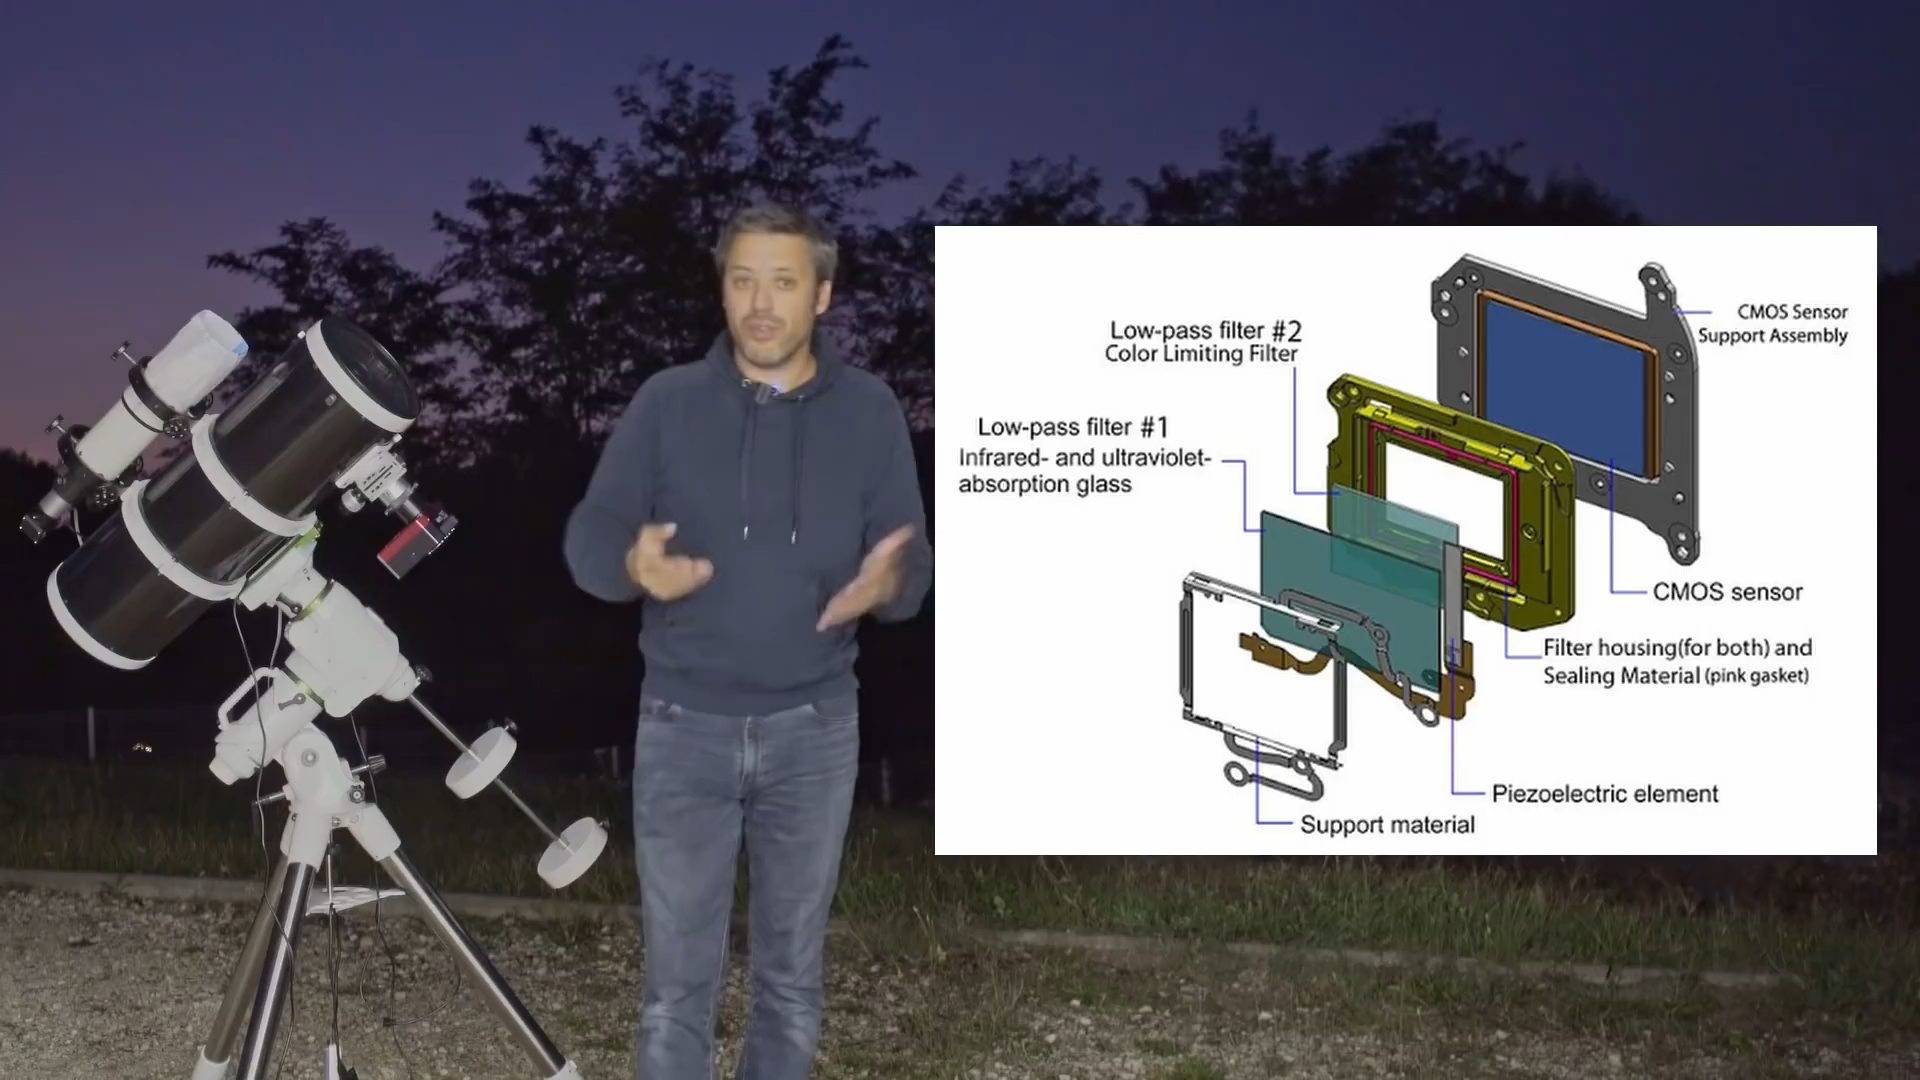 CMOS Sensor
Support Assembly
Low-pass filter #2
Color Limiting Filter
Low-pass filter #1
Infrared- and ultraviolet-
absorption glass
CMOS sensor
Filter housing(for both) and
Sealing Material (pink gasket)
Piezoelectric element
Support material